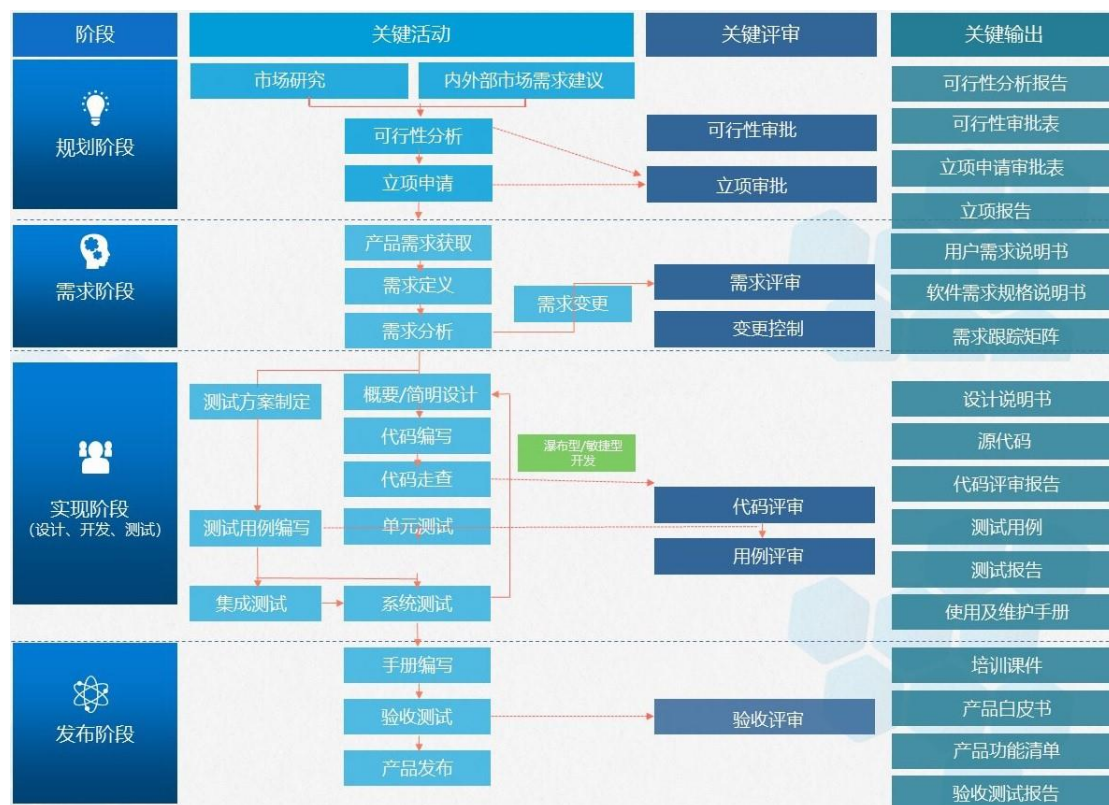 阶段
关键活动
关键评审
关键输出
规划阶段
市场研究
内外部市场需求建议
可行性分析
立项申请
可行性审批
立项审批
可行性分析报告
可行性审批表
立项申请审批表
立项报告
需求阶段
产品需求获取
需求定义
需求分析
需求变更
需求评审
变更控制
用户需求说明书
软件需求规格说明书
需求跟踪矩阵
实现阶段
(设计、开发、测试)
测试方案制定
测试用例编写
集成测试
概要/简明设计
代码编写
代码走查
单元测试
系统测试
瀑布型/敏捷型
开发
代码评审
用例评审
设计说明书
源代码
代码评审报告
测试用例
测试报告
使用及维护手册
发布阶段
手册编写
验收测试
产品发布
验收评审
培训课件
产品白皮书
产品功能清单
验收测试报告